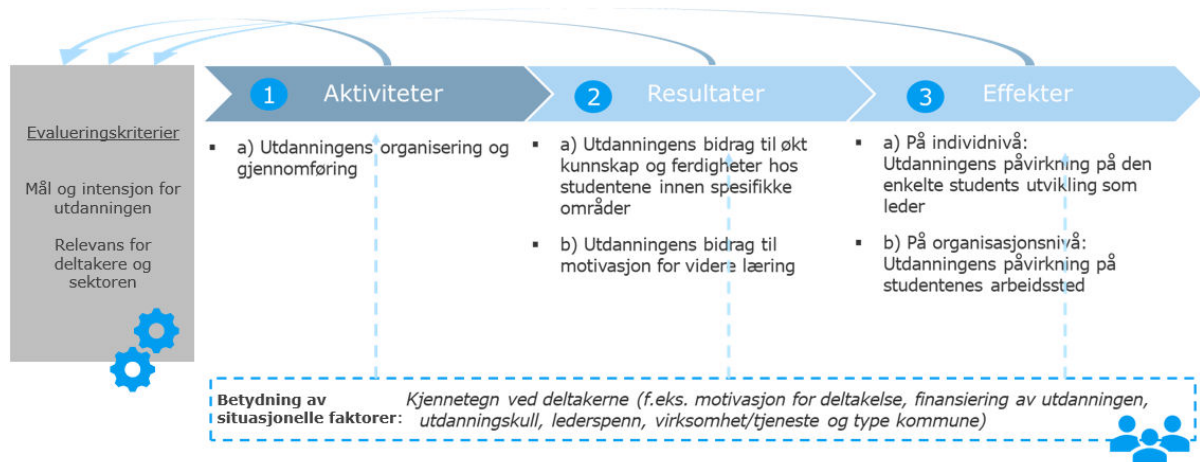 Evalueringskriterier
Mål og intensjon for
utdanningen
Relevans for
deltakere og
sektoren
1 Aktiviteter
▪ a) Utdanningens organisering og
gjennomføring
2 Resultater
▪ a) Utdanningens bidrag til økt
kunnskap og ferdigheter hos
studentene innen spesifikke
områder
▪ b) Utdanningens bidrag til
motivasjon for videre læring
3 Effekter
▪ a) På individnivå:
Utdanningens påvirkning på den
enkelte students utvikling som
leder
▪ b) På organisasjonsnivå:
Utdanningens påvirkning på
studentenes arbeidssted
Betydning av
situasjonelle faktorer:
Kjennetegn ved deltakerne (f.eks. motivasjon for deltakelse, finansiering av utdanningen,
utdanningskull, lederspenn, virksomhet/tjeneste og type kommune)